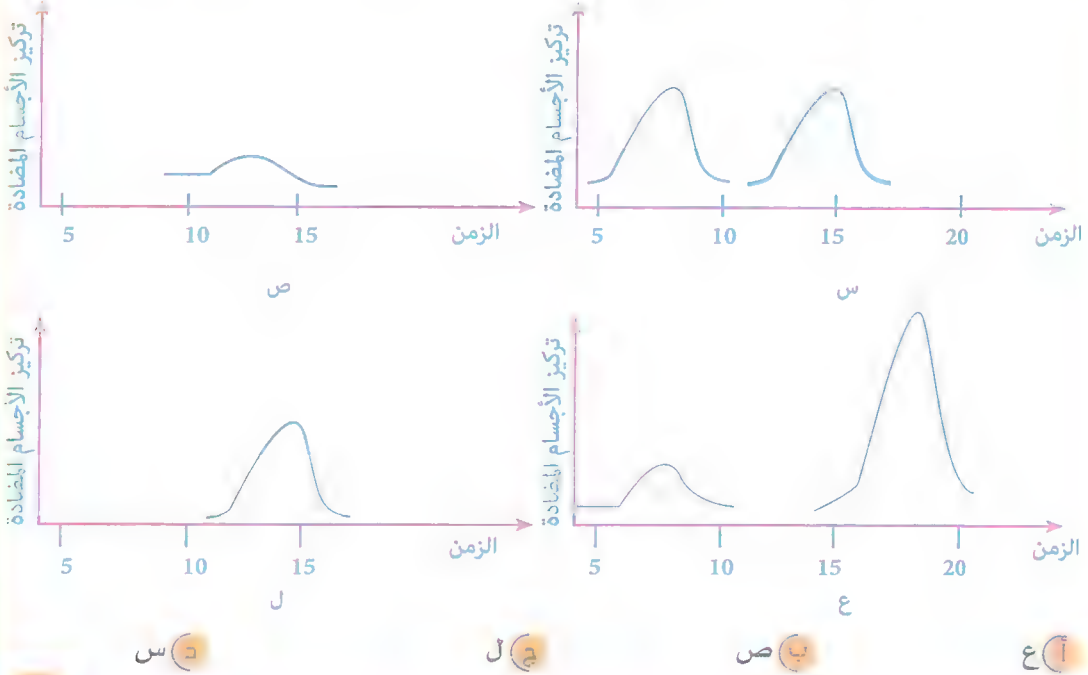 تركيز الأجسام المضادة
5 10 15 20 الزمن
س
تركيز الأجسام المضادة
5 10 15 الزمن
ص
تركيز الأجسام المضادة
5 10 15 20 الزمن
ع
تركيز الأجسام المضادة
5 10 15 الزمن
ل
أ ع ب ص ج ل د س